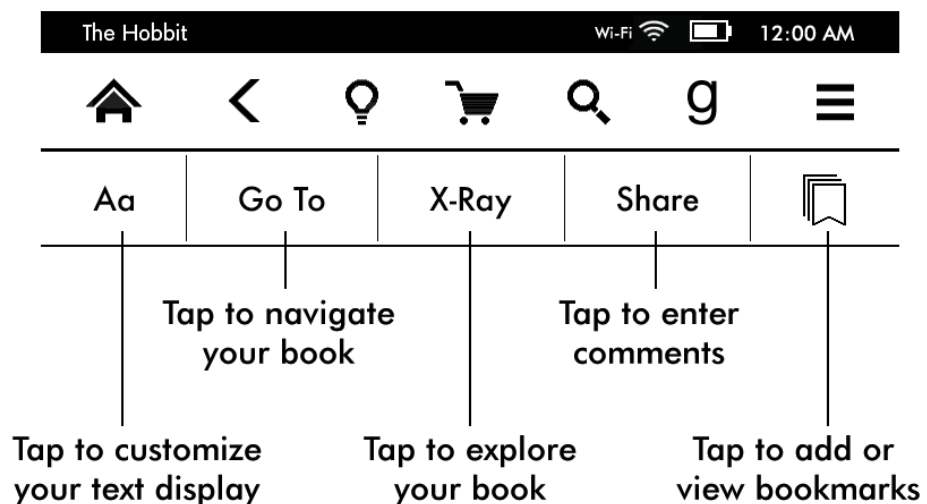 The Hobbit Wi-Fi 12:00 AM
g
Aa Go To X-Ray Share
Tap to navigate
your book
Tap to enter
comments
Tap to customize
your text display
Tap to explore
your book
Tap to add or
view bookmarks